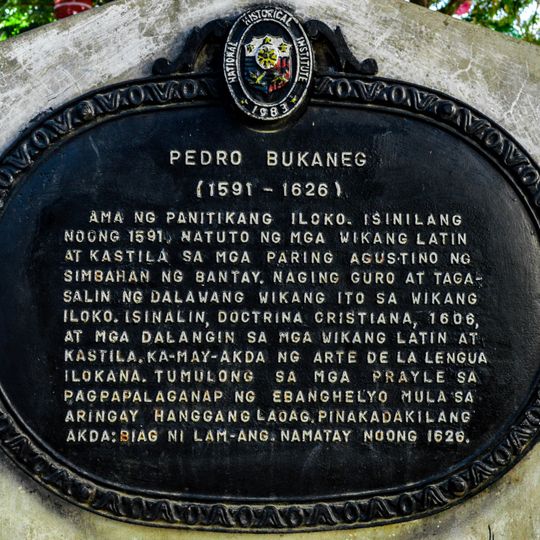 NATIONAL HISTORICAL INSTITUTE
1983
PEDRO BUKANEG
(1591 - 1626)
AMA NG PANITIKANG ILOKO. ISINILANG
NOONG 1591. NATUTO NG MGA WIKANG LATIN
AT KASTILA SA MGA PARING AGUSTINO NG
SIMBAHAN NG BANTAY. NAGING GURO AT TAGA-
SALIN NG DALAWANG WIKANG ITO SA WIKANG
ILOKO. ISINALIN, DOCTRINA CRISTIANA, 1606,
AT MGA DALANGIN SA MGA WIKANG LATIN AT
KASTILA. KA-MAY-AKDA NG ARTE DE LA LENGUA
ILOKANA. TUMULONG SA MGA PRAYLE SA
PAGPAPALAGANAP NG EBANGHELYO MULA SA
ARINGAY HANGGANG LAOAG. PINAKADAKILANG
AKDA: BIAG NI LAM-ANG. NAMATAY NOONG 1626.